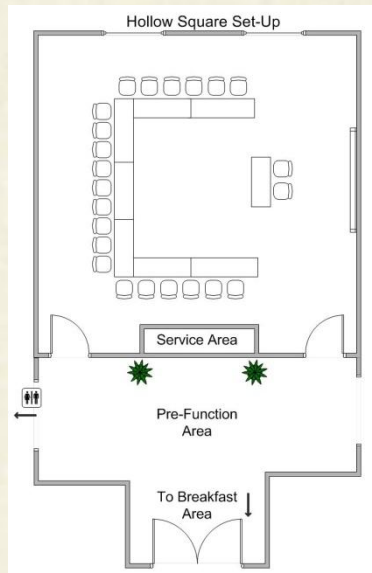 Hollow Square Set-Up
Service Area
Pre-Function
Area
To Breakfast
Area